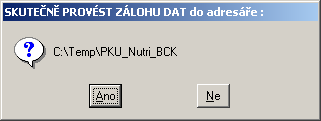 SKUTEČNĚ PROVÉST ZÁLOHU DAT do adresáře :
C:\Temp\PKU_Nutri_BCK
Ano
Ne